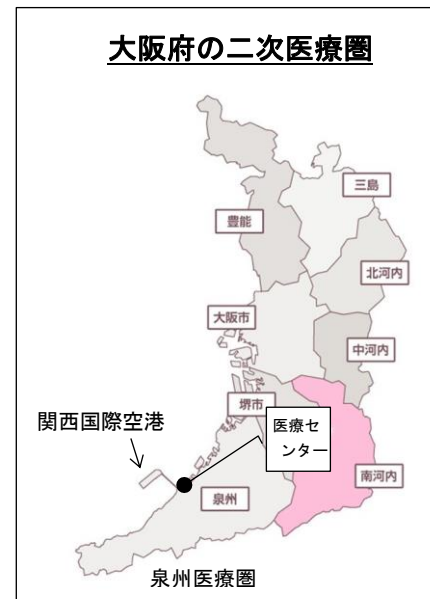 大阪府の二次医療圏
三島
豊能
北河内
大阪市
中河内
堺市
医療セ
ンター
関西国際空港
南河内
泉州
泉州医療圏